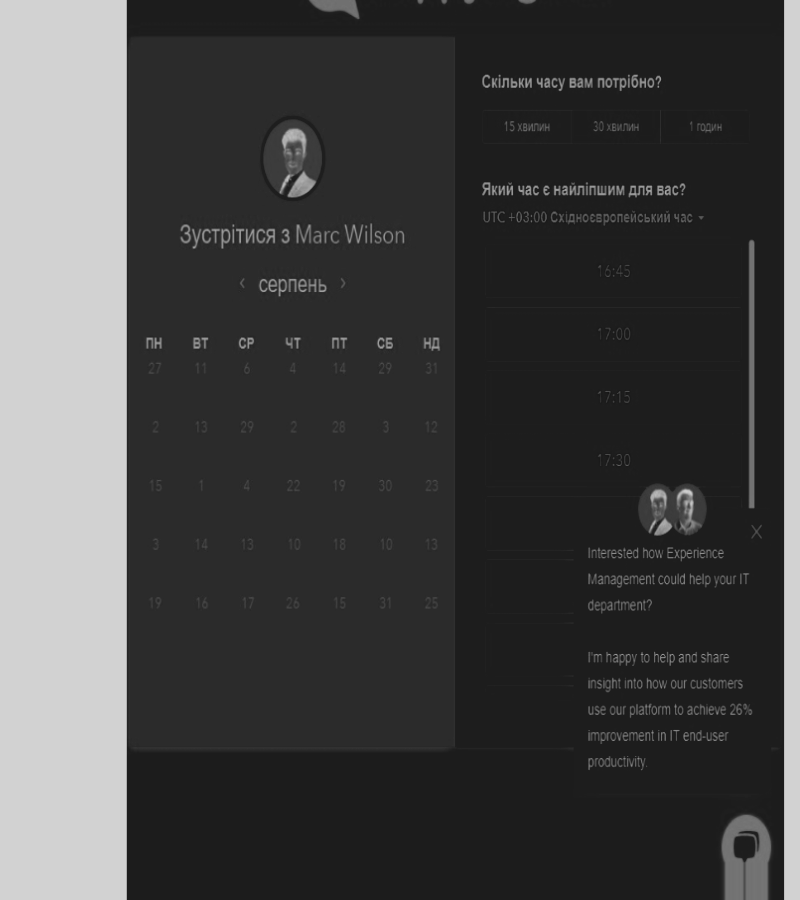 Зустрітися з Marc Wilson
< серпень >
ПН ВТ СР ЧТ ПТ СБ НД
27 11 6 4 14 29 31
2 13 29 2 28 3 12
15 1 4 22 19 30 23
3 14 13 10 18 10 13
19 16 17 26 15 31 25
Скільки часу вам потрібно?
15 хвилин 30 хвилин 1 годин
Який час є найліпшим для вас?
UTC +03:00 Східноєвропейський час
16:45
17:00
17:15
17:30
X
Interested how Experience
Management could help your IT
department?
I'm happy to help and share
insight into how our customers
use our platform to achieve 26%
improvement in IT end-user
productivity.